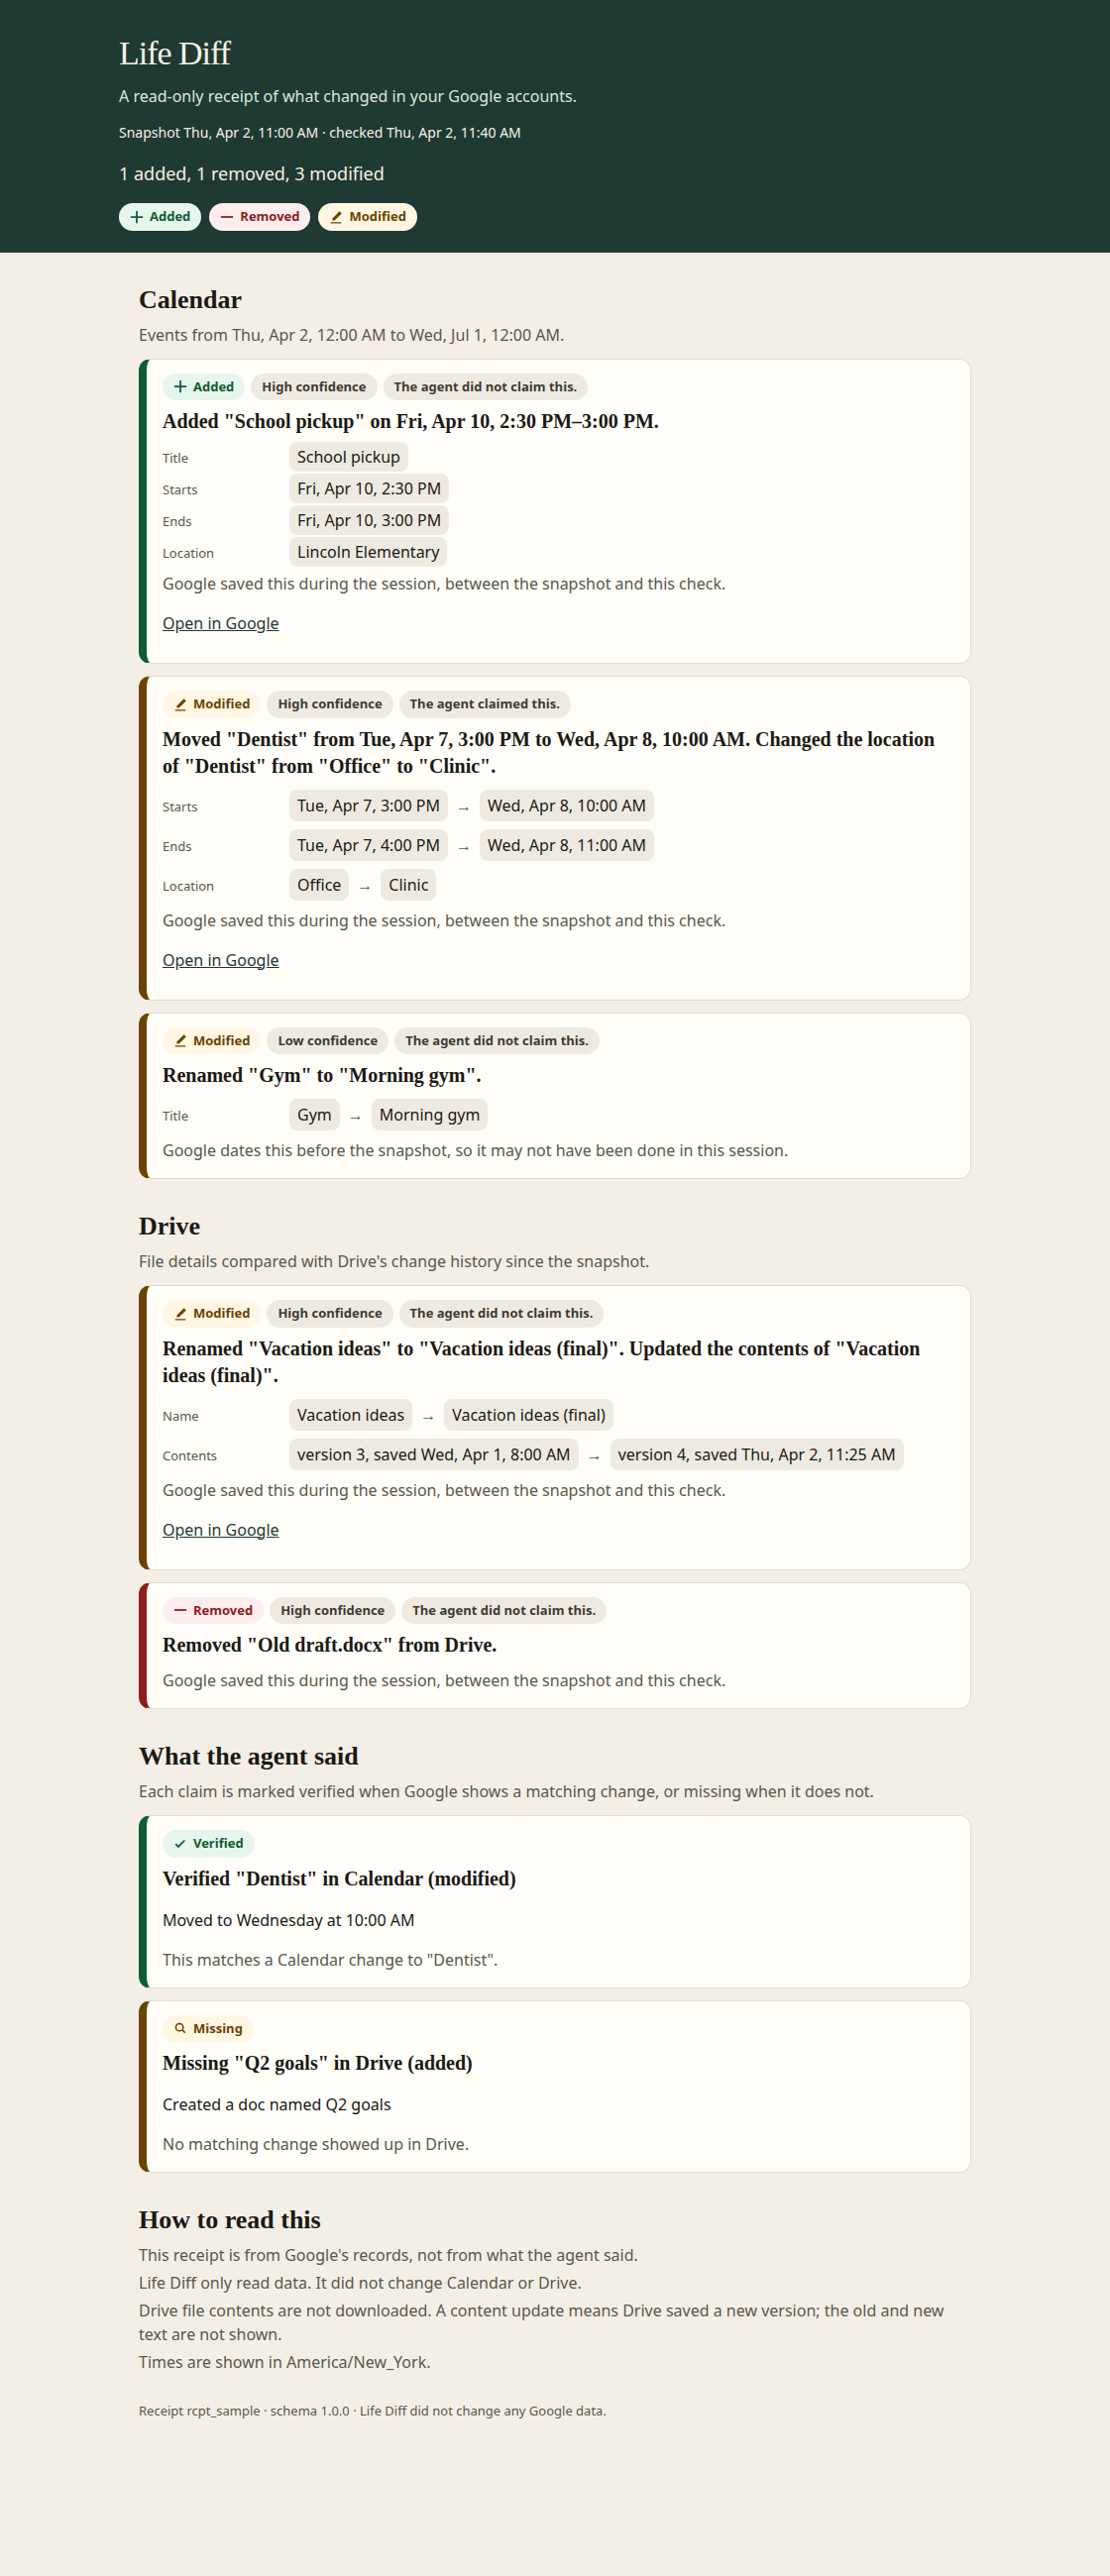 Life Diff
A read-only receipt of what changed in your Google accounts.
Snapshot Thu, Apr 2, 11:00 AM · checked Thu, Apr 2, 11:40 AM
1 added, 1 removed, 3 modified
Added Removed Modified
Calendar
Events from Thu, Apr 2, 12:00 AM to Wed, Jul 1, 12:00 AM.
Added High confidence The agent did not claim this.
Added "School pickup" on Fri, Apr 10, 2:30 PM–3:00 PM.
Title School pickup
Starts Fri, Apr 10, 2:30 PM
Ends Fri, Apr 10, 3:00 PM
Location Lincoln Elementary
Google saved this during the session, between the snapshot and this check.
Open in Google
Modified High confidence The agent claimed this.
Moved "Dentist" from Tue, Apr 7, 3:00 PM to Wed, Apr 8, 10:00 AM. Changed the location
of "Dentist" from "Office" to "Clinic".
Starts Tue, Apr 7, 3:00 PM → Wed, Apr 8, 10:00 AM
Ends Tue, Apr 7, 4:00 PM → Wed, Apr 8, 11:00 AM
Location Office → Clinic
Google saved this during the session, between the snapshot and this check.
Open in Google
Modified Low confidence The agent did not claim this.
Renamed "Gym" to "Morning gym".
Title Gym → Morning gym
Google dates this before the snapshot, so it may not have been done in this session.
Drive
File details compared with Drive's change history since the snapshot.
Modified High confidence The agent did not claim this.
Renamed "Vacation ideas" to "Vacation ideas (final)". Updated the contents of "Vacation
ideas (final)".
Name Vacation ideas → Vacation ideas (final)
Contents version 3, saved Wed, Apr 1, 8:00 AM → version 4, saved Thu, Apr 2, 11:25 AM
Google saved this during the session, between the snapshot and this check.
Open in Google
Removed High confidence The agent did not claim this.
Removed "Old draft.docx" from Drive.
Google saved this during the session, between the snapshot and this check.
What the agent said
Each claim is marked verified when Google shows a matching change, or missing when it does not.
Verified
Verified "Dentist" in Calendar (modified)
Moved to Wednesday at 10:00 AM
This matches a Calendar change to "Dentist".
Missing
Missing "Q2 goals" in Drive (added)
Created a doc named Q2 goals
No matching change showed up in Drive.
How to read this
This receipt is from Google's records, not from what the agent said.
Life Diff only read data. It did not change Calendar or Drive.
Drive file contents are not downloaded. A content update means Drive saved a new version; the old and new
text are not shown.
Times are shown in America/New_York.
Receipt rcpt_sample · schema 1.0.0 · Life Diff did not change any Google data.